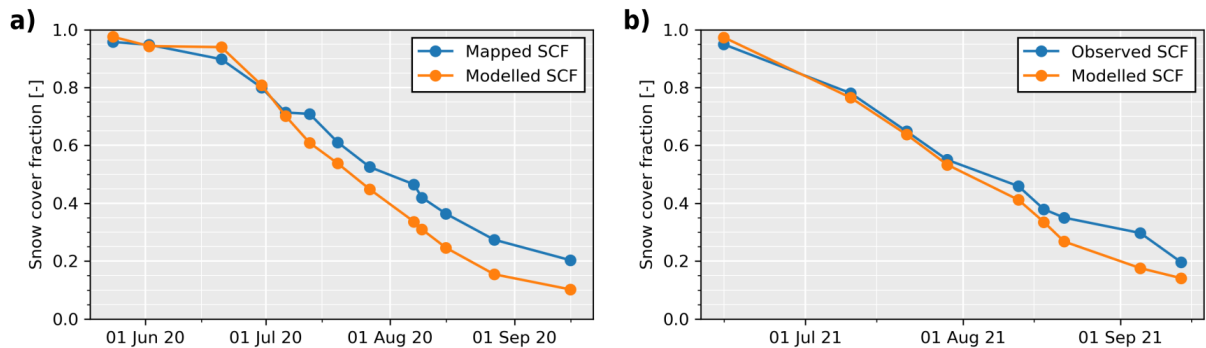 a)
Snow cover fraction [-]
1.0
0.8
0.6
0.4
0.2
0.0
Mapped SCF
Modelled SCF
01 Jun 20 01 Jul 20 01 Aug 20 01 Sep 20
b)
Snow cover fraction [-]
1.0
0.8
0.6
0.4
0.2
0.0
Observed SCF
Modelled SCF
01 Jul 21 01 Aug 21 01 Sep 21